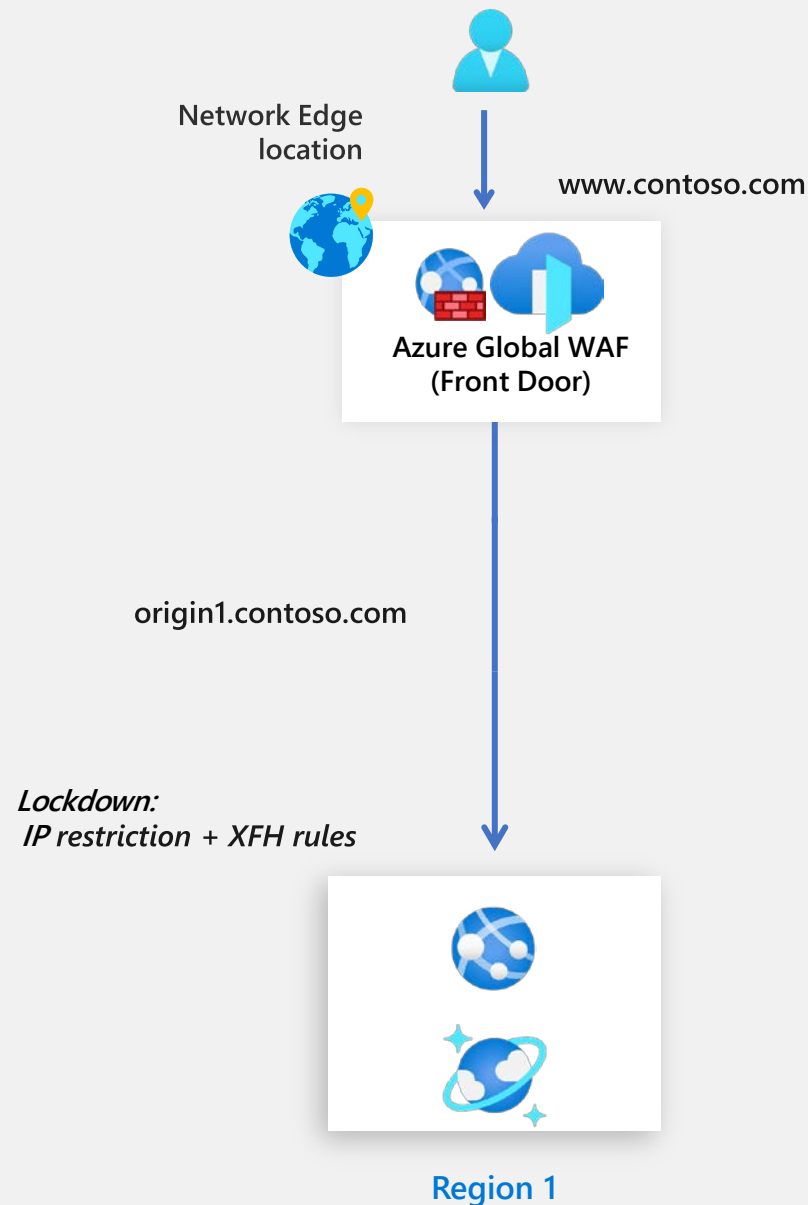 Network Edge
location
www.contoso.com
Azure Global WAF
(Front Door)
origin1.contoso.com
Lockdown:
IP restriction + XFH rules
Region 1